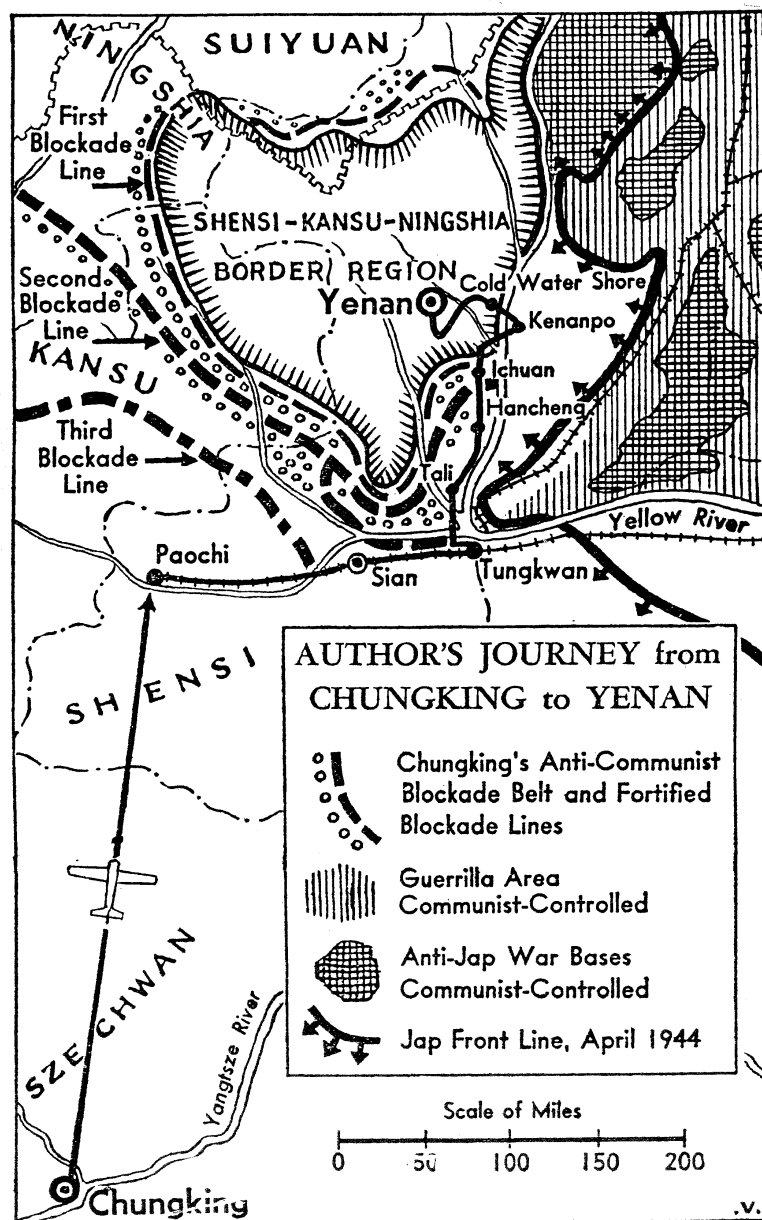 SUIYUAN
NINGSHIA
First
Blockade
Line
SHENSI-KANSU-NINGSHIA
BORDER REGION
Cold Water Shore
Yenan
Second
Blockade
Line
Kenanpo
KANSU
Ichuan
Hancheng
Third
Blockade
Line
Tali
Yellow River
Paochi
Sian
Tungkwan
SHENSI
AUTHOR'S JOURNEY from
CHUNGKING to YENAN
Chungking's Anti-Communist
Blockade Belt and Fortified
Blockade Lines
Guerrilla Area
Communist-Controlled
Anti-Jap War Bases
Communist-Controlled
Jap Front Line, April 1944
SZE CHWAN
Yangtsze River
Scale of Miles
0 50 100 150 200
Chungking
.V.